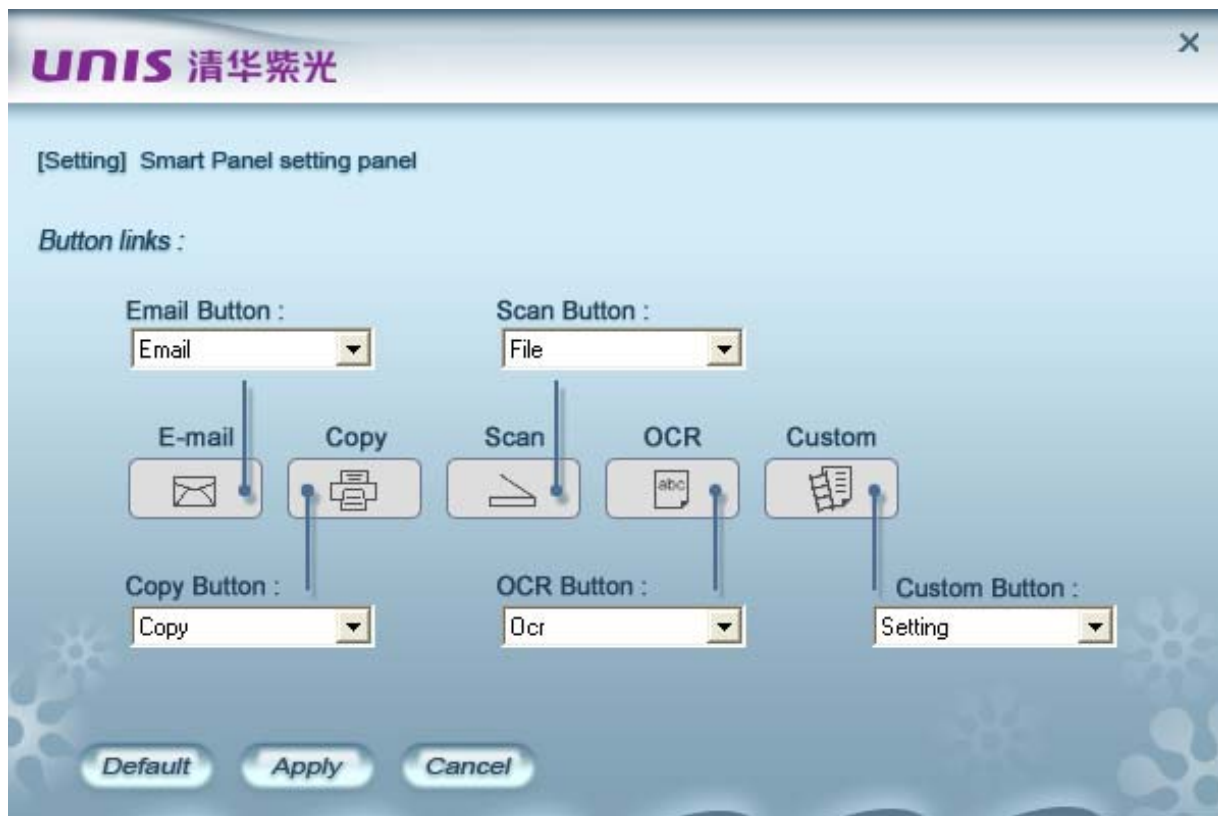 UNIS 清华紫光
[Setting] Smart Panel setting panel
Button links :
Email Button : Scan Button :
Email File
E-mail Copy Scan OCR Custom
abc
Copy Button : OCR Button : Custom Button :
Copy Ocr Setting
Default Apply Cancel